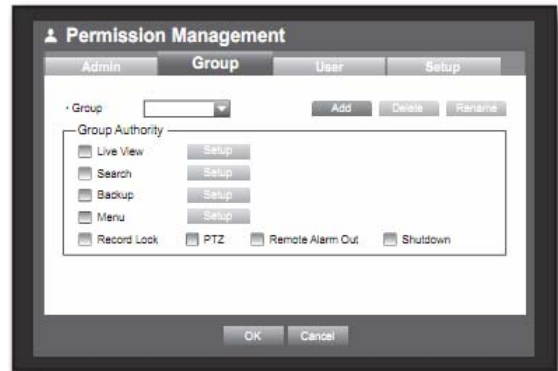 Permission Management
Admin Group User Setup
· Group Add Delete Rename
Group Authority
Live View Setup
Search Setup
Backup Setup
Menu Setup
Record Lock PTZ Remote Alarm Out Shutdown
OK Cancel